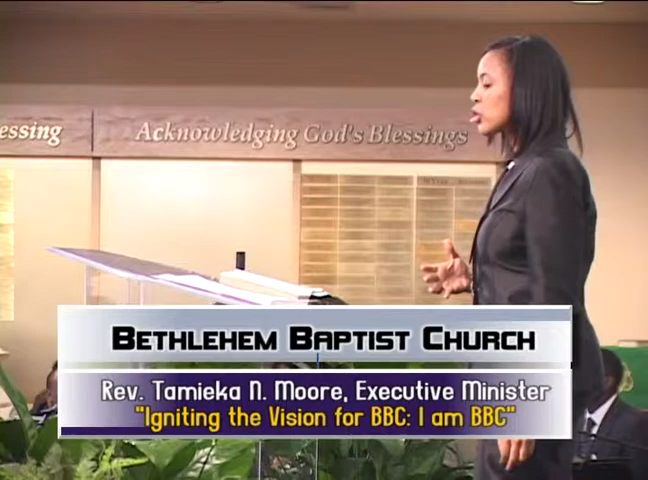 essing
Acknowledging God's Blessings
BETHLEHEM BAPTIST CHURCH
Rev. Tamieka N. Moore, Executive Minister
"Igniting the Vision for BBC: I am BBC"